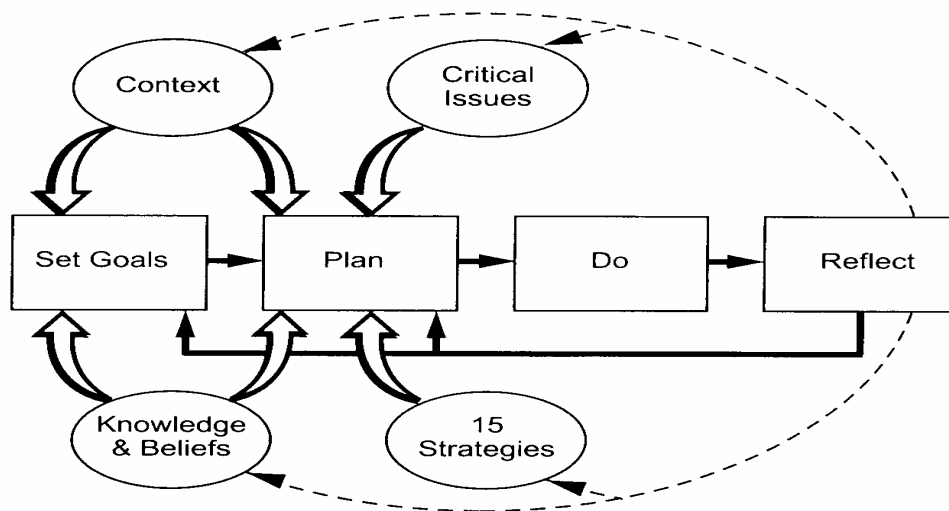 Context
Critical
Issues
Set Goals
Plan
Do
Reflect
Knowledge
& Beliefs
15
Strategies